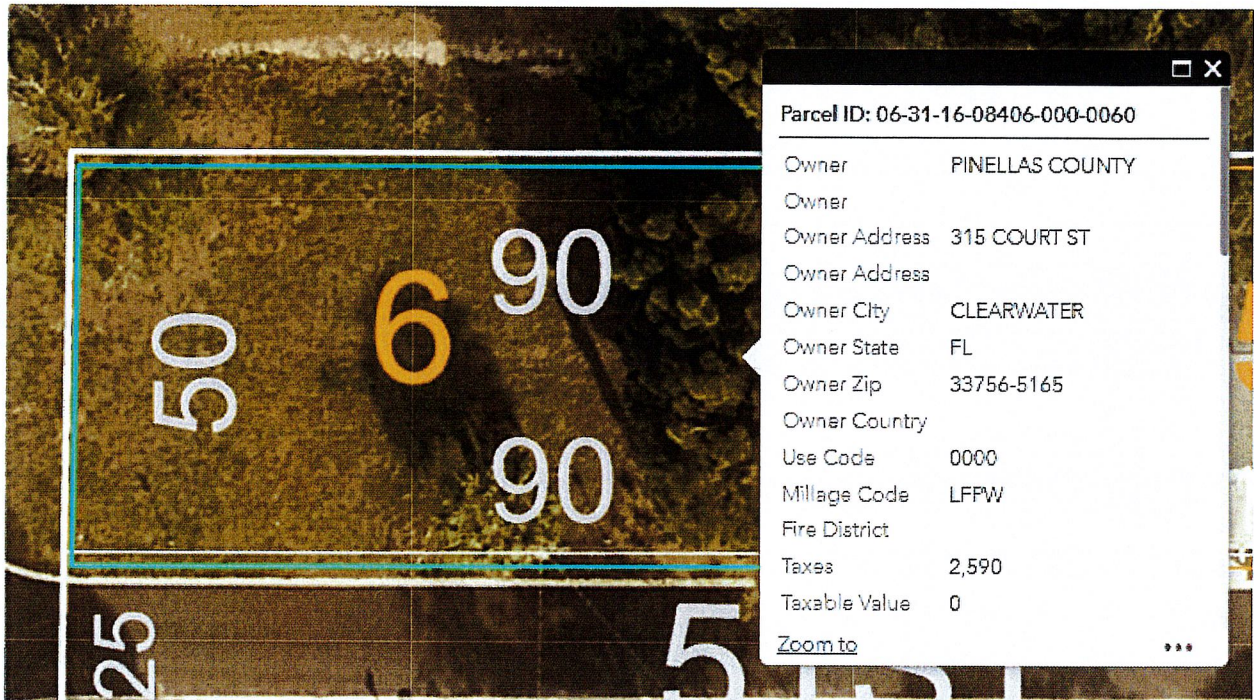 Parcel ID: 06-31-16-08406-000-0060
Owner PINELLAS COUNTY
Owner
Owner Address 315 COURT ST
Owner Address
Owner City CLEARWATER
Owner State FL
Owner Zip 33756-5165
Owner Country
Use Code 0000
Millage Code LFPW
Fire District
Taxes 2,590
Taxable Value 0
Zoom to
90
6
50
90
25
51ST